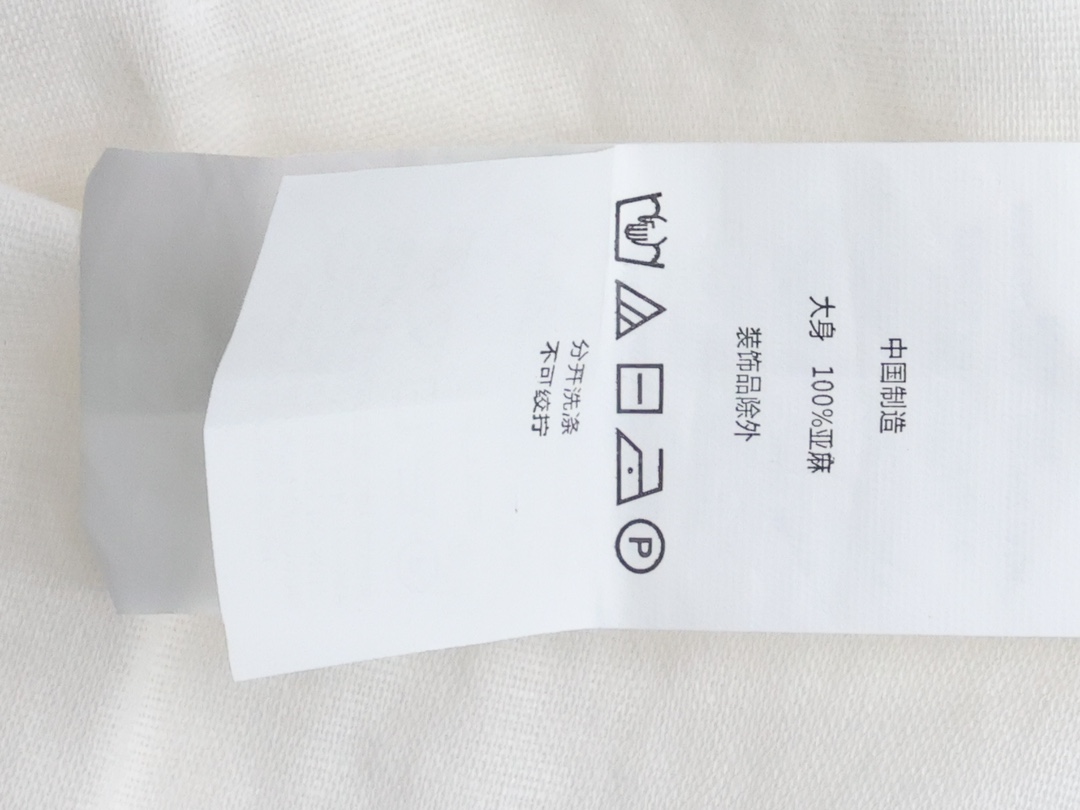 中国制造
大身 100%亚麻
装饰品除外
P
分开洗涤
不可绞拧